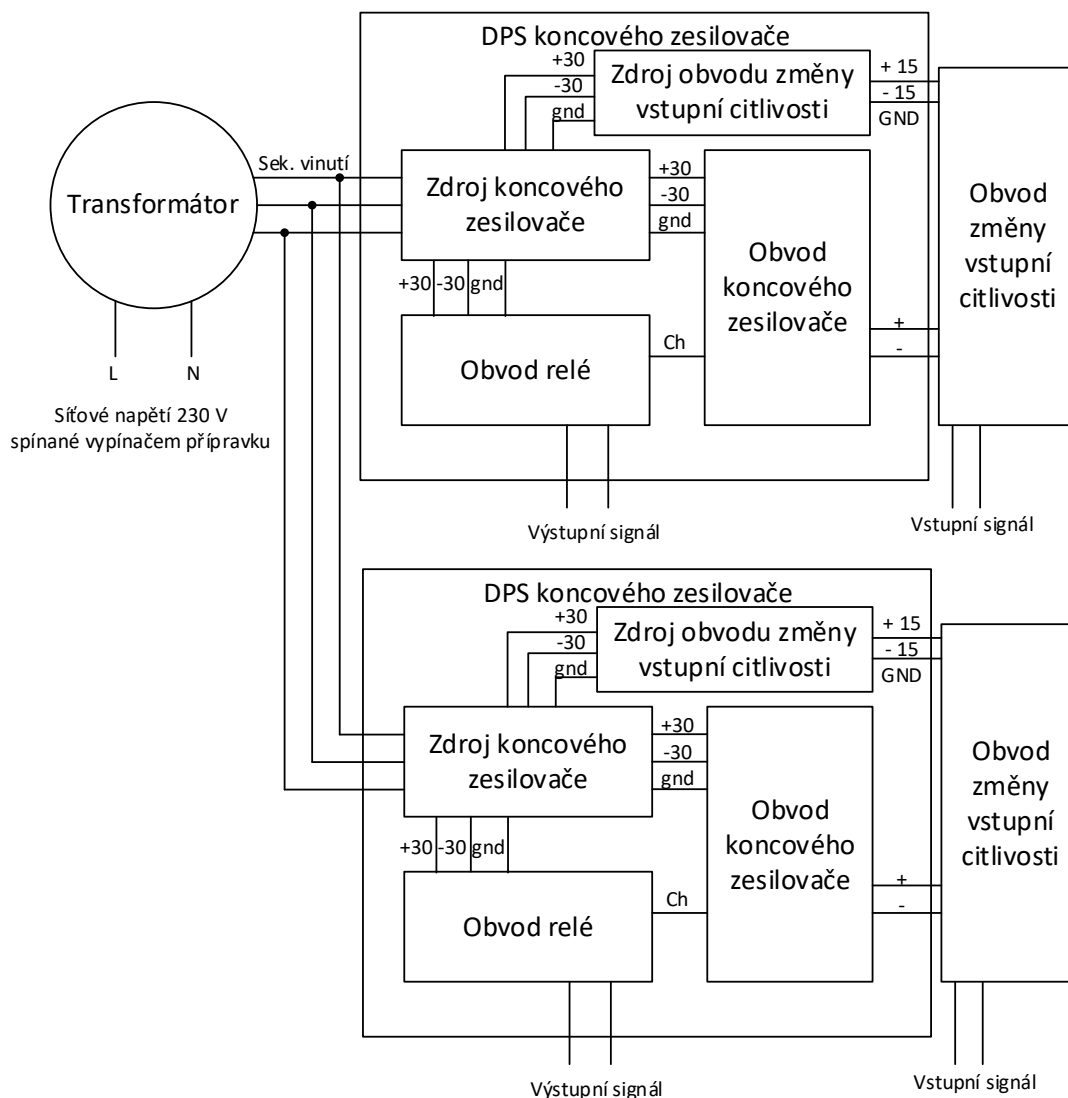 DPS koncového zesilovače
+30
-30
gnd
Zdroj obvodu změny
vstupní citlivosti
+ 15
- 15
GND
Sek. vinutí
Transformátor
Zdroj koncového
zesilovače
+30
-30
gnd
Obvod
koncového
zesilovače
Obvod
změny
vstupní
citlivosti
+30
-30
gnd
Obvod relé
Ch
+
-
L
N
Síťové napětí 230 V
spínané vypínačem přípravku
Výstupní signál
Vstupní signál
DPS koncového zesilovače
+30
-30
gnd
Zdroj obvodu změny
vstupní citlivosti
+ 15
- 15
GND
Zdroj koncového
zesilovače
+30
-30
gnd
Obvod
koncového
zesilovače
Obvod
změny
vstupní
citlivosti
+30
-30
gnd
Obvod relé
Ch
+
-
Výstupní signál
Vstupní signál